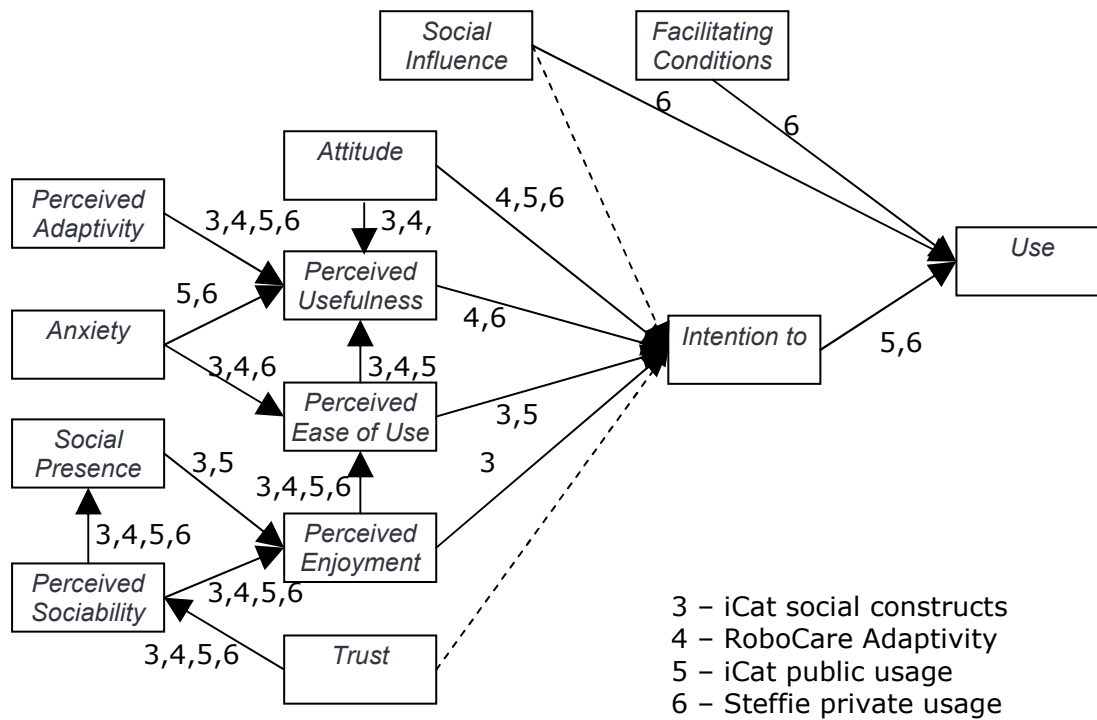 Social
Influence
Facilitating
Conditions
6
6
Attitude
4,5,6
Perceived
Adaptivity
3,4,5,6
3,4,
Use
Perceived
Usefulness
5,6
4,6
Anxiety
Intention to
5,6
3,4,6
3,4,5
Perceived
Ease of Use
3,5
Social
Presence
3,5
3
3,4,5,6
Perceived
Enjoyment
3,4,5,6
Perceived
Sociability
3,4,5,6
3,4,5,6
Trust
3 – iCat social constructs
4 – RoboCare Adaptivity
5 – iCat public usage
6 – Steffie private usage